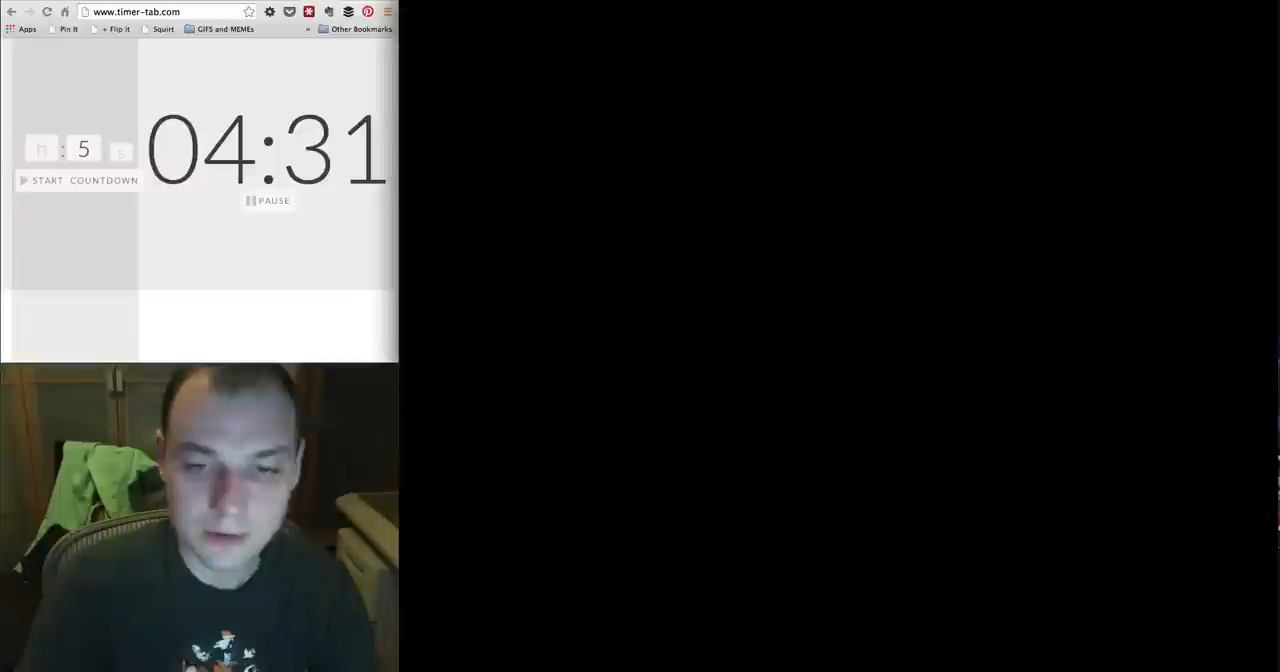 www.timer-tab.com
Apps Pin It + Flip It Squirt GIFS and MEMEs » Other Bookmarks
h : 5 s 04:31
START COUNTDOWN
PAUSE